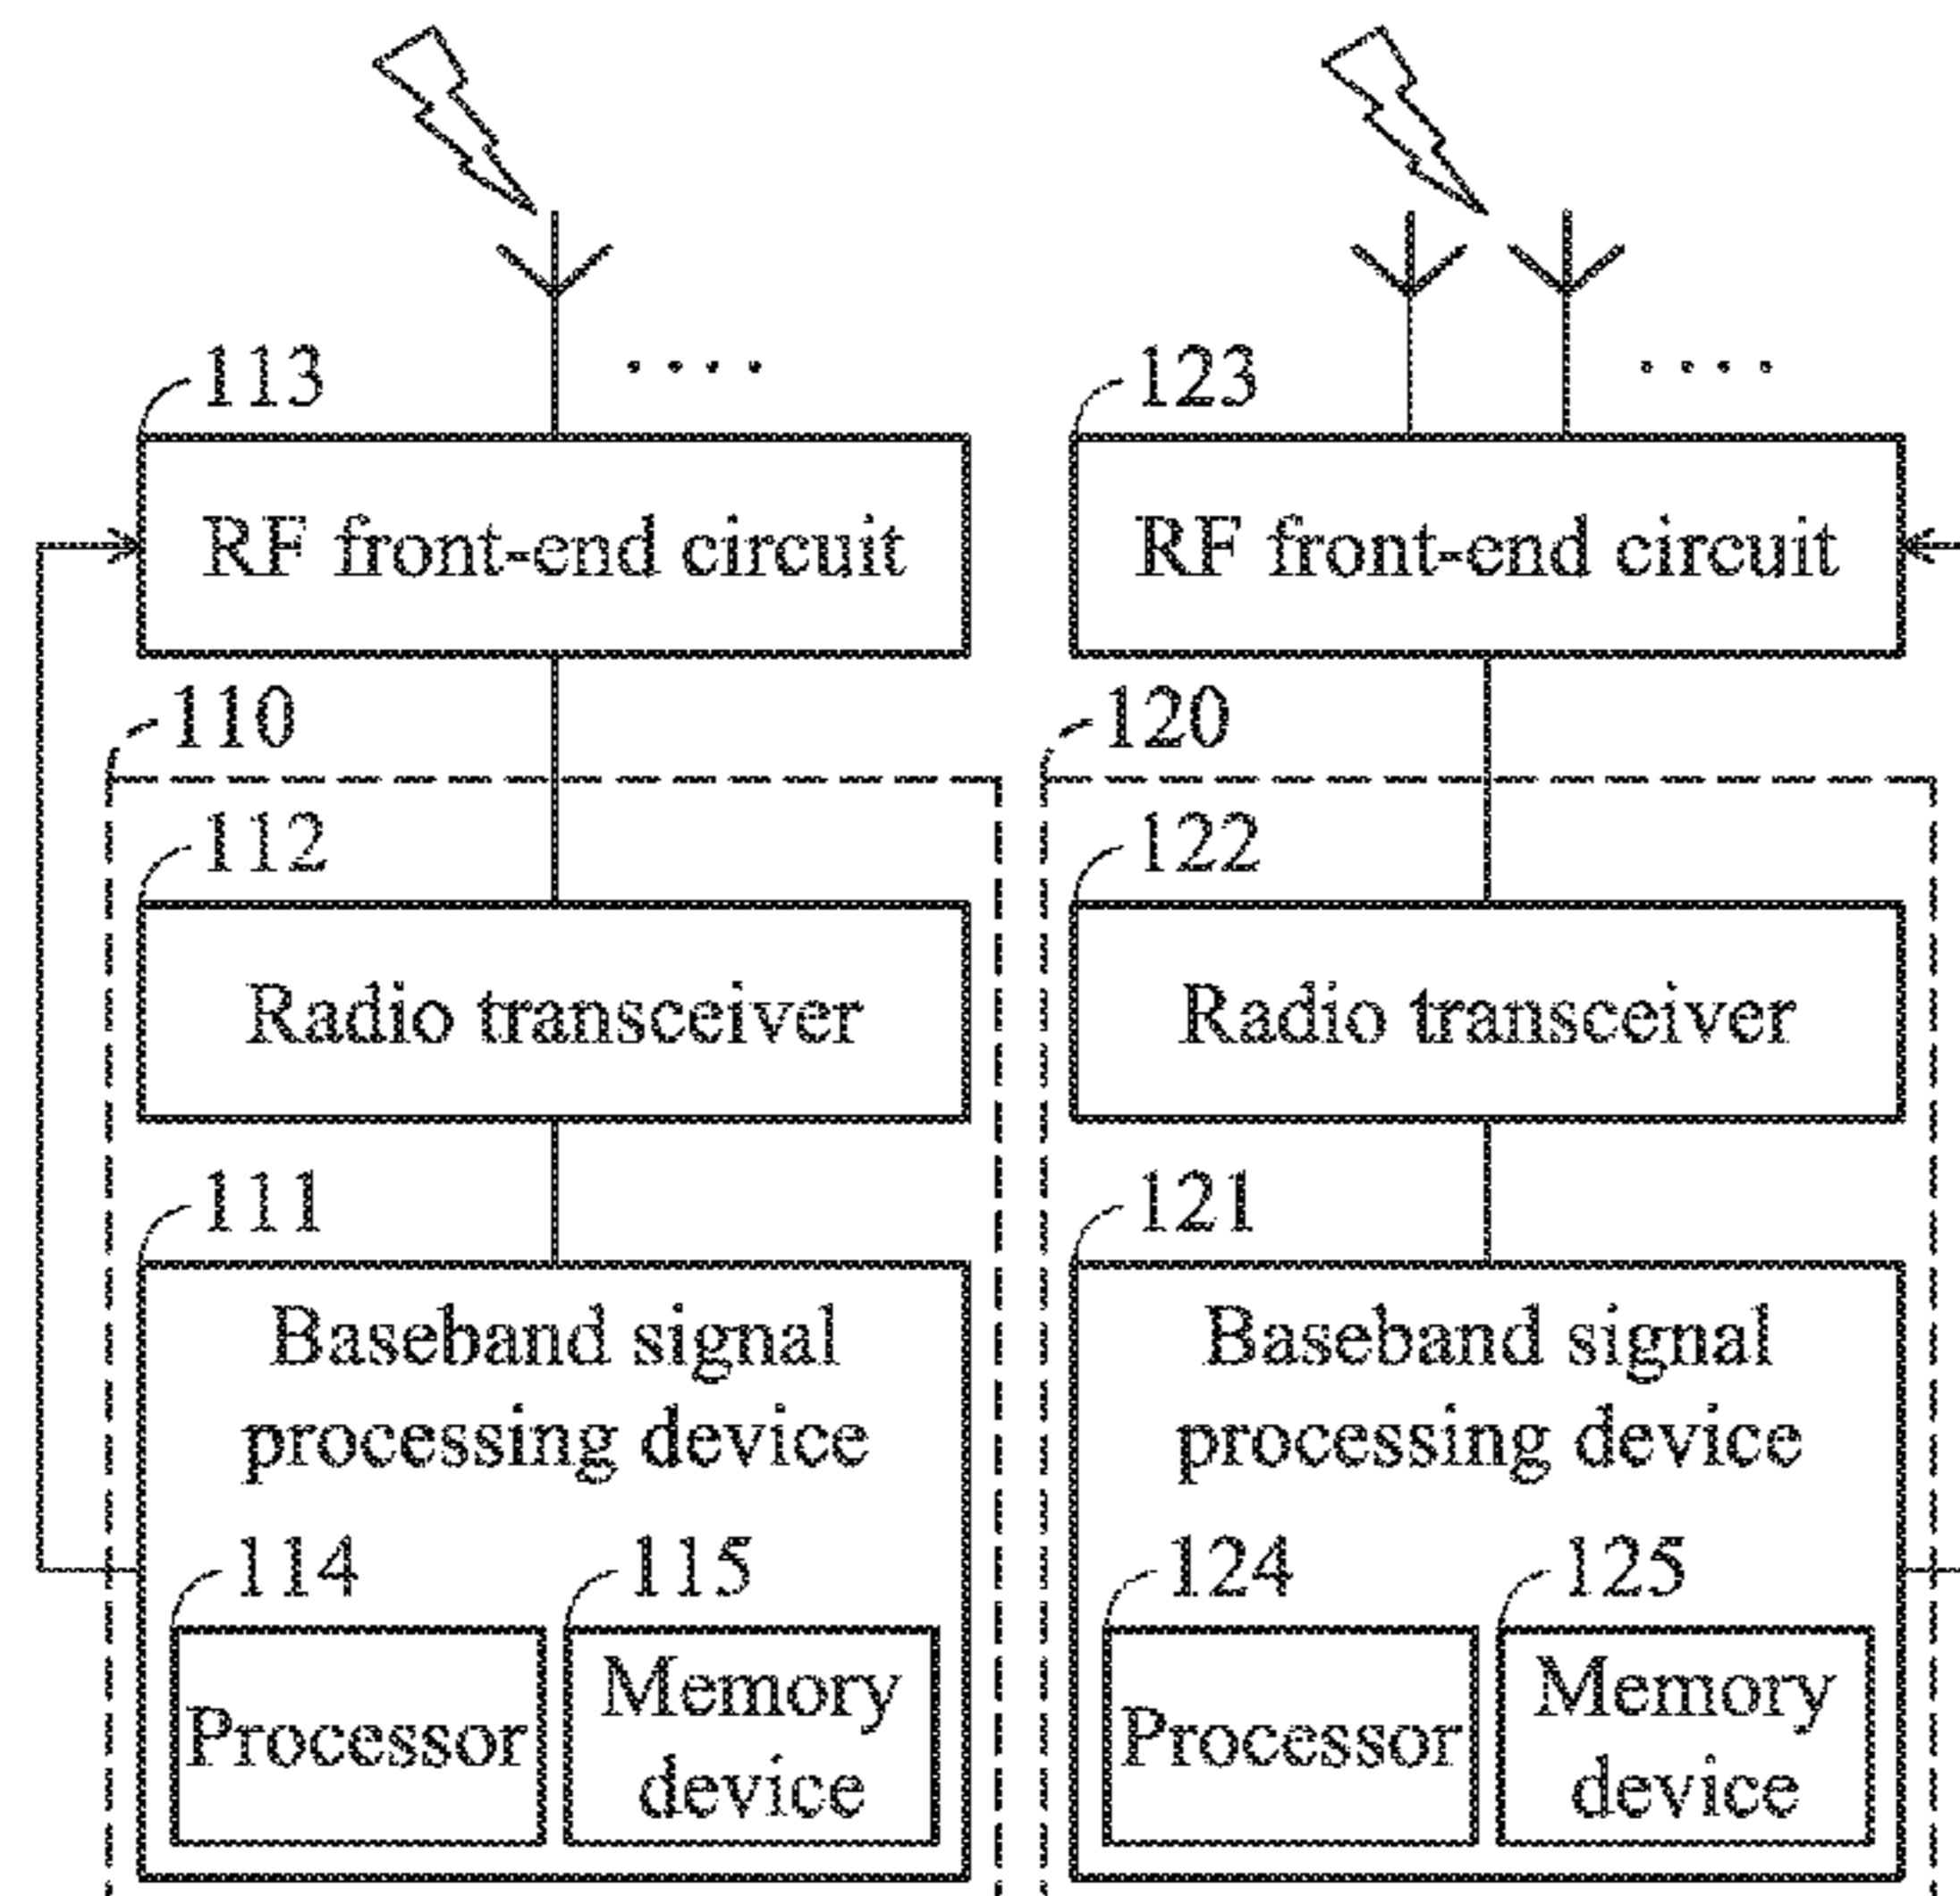 113
RF front-end circuit
110
112
Radio transceiver
111
Baseband signal
processing device
114
Processor
115
Memory
device
123
RF front-end circuit
120
122
Radio transceiver
121
Baseband signal
processing device
124
Processor
125
Memory
device